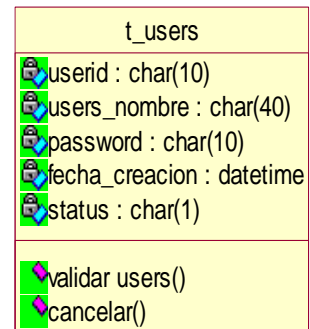 t_users
userid : char(10)
users_nombre : char(40)
password : char(10)
fecha_creacion : datetime
status : char(1)
validar users()
cancelar()